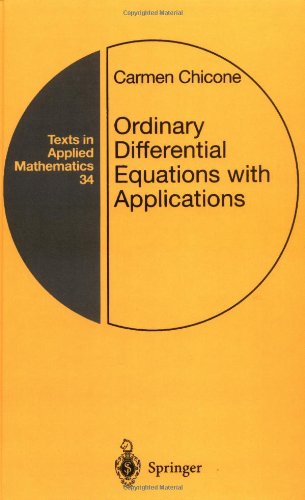 Copyrighted Material
Carmen Chicone
Texts in
Applied
Mathematics
34
Ordinary
Differential
Equations with
Applications
Springer
Copyrighted Material